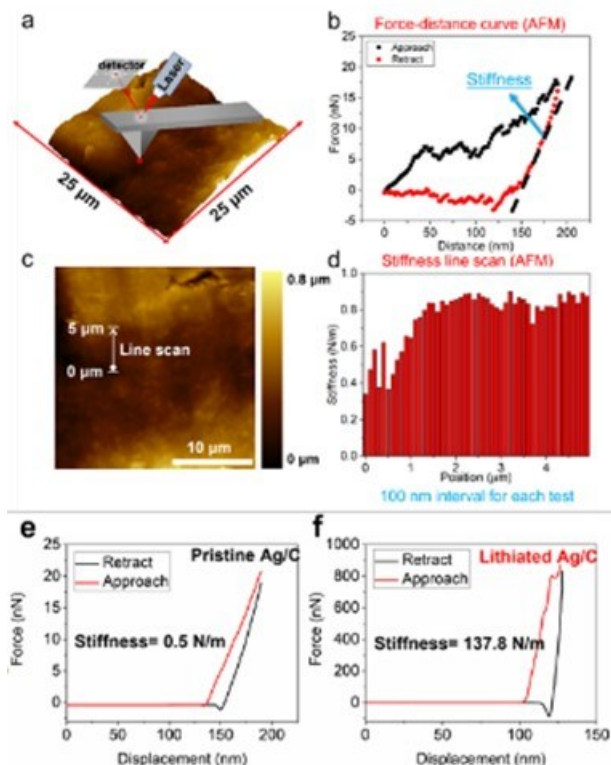 a
detector
Laser
25 µm
25 µm
b
Force-distance curve (AFM)
Approach
Retract
Stiffness
Force (nN)
25
20
15
10
5
0
-5
0 50 100 150 200
Distance (nm)
c
5 µm
Line scan
0 µm
10 µm
0.8 µm
0 µm
d
Stiffness line scan (AFM)
Stiffness (N/m)
1.0
0.8
0.6
0.4
0.2
0.0
0 1 2 3 4
Position (µm)
100 nm interval for each test
e
Pristine Ag/C
Retract
Approach
Stiffness= 0.5 N/m
Force (nN)
25
20
15
10
5
0
0 50 100 150 200
Displacement (nm)
f
Lithiated Ag/C
Retract
Approach
Stiffness= 137.8 N/m
Force (nN)
1000
800
600
400
200
0
0 50 100 150
Displacement (nm)